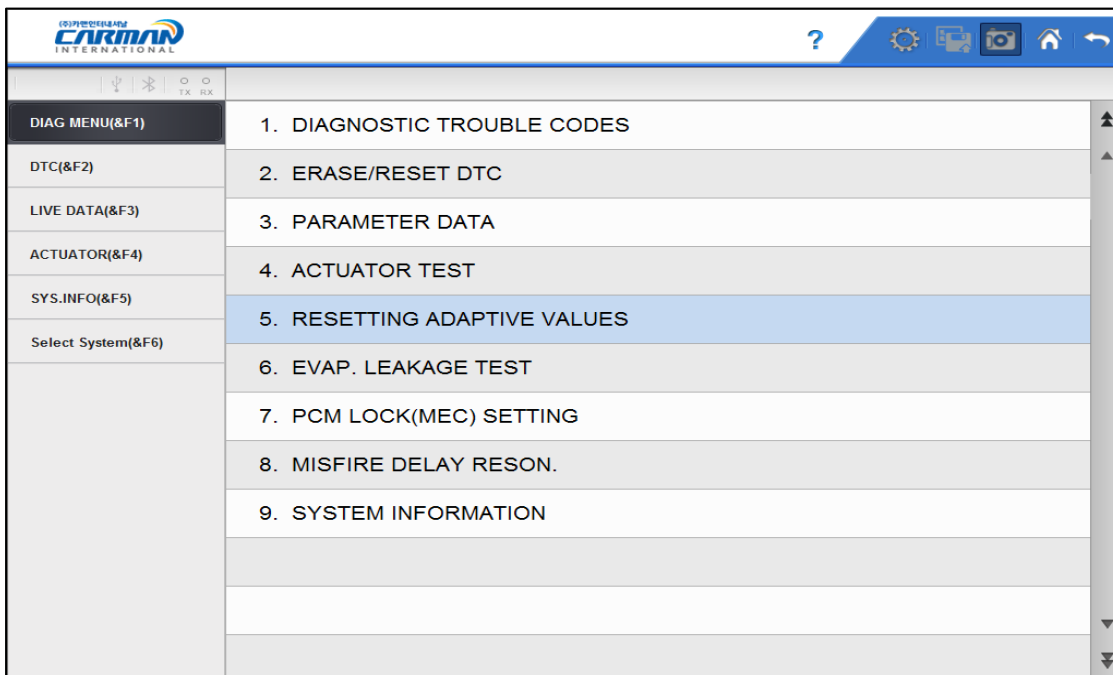 (주)카맨인터내셔날
CARMAN
INTERNATIONAL
?
TX RX
DIAG MENU(&F1)
DTC(&F2)
LIVE DATA(&F3)
ACTUATOR(&F4)
SYS.INFO(&F5)
Select System(&F6)
1. DIAGNOSTIC TROUBLE CODES
2. ERASE/RESET DTC
3. PARAMETER DATA
4. ACTUATOR TEST
5. RESETTING ADAPTIVE VALUES
6. EVAP. LEAKAGE TEST
7. PCM LOCK(MEC) SETTING
8. MISFIRE DELAY RESON.
9. SYSTEM INFORMATION